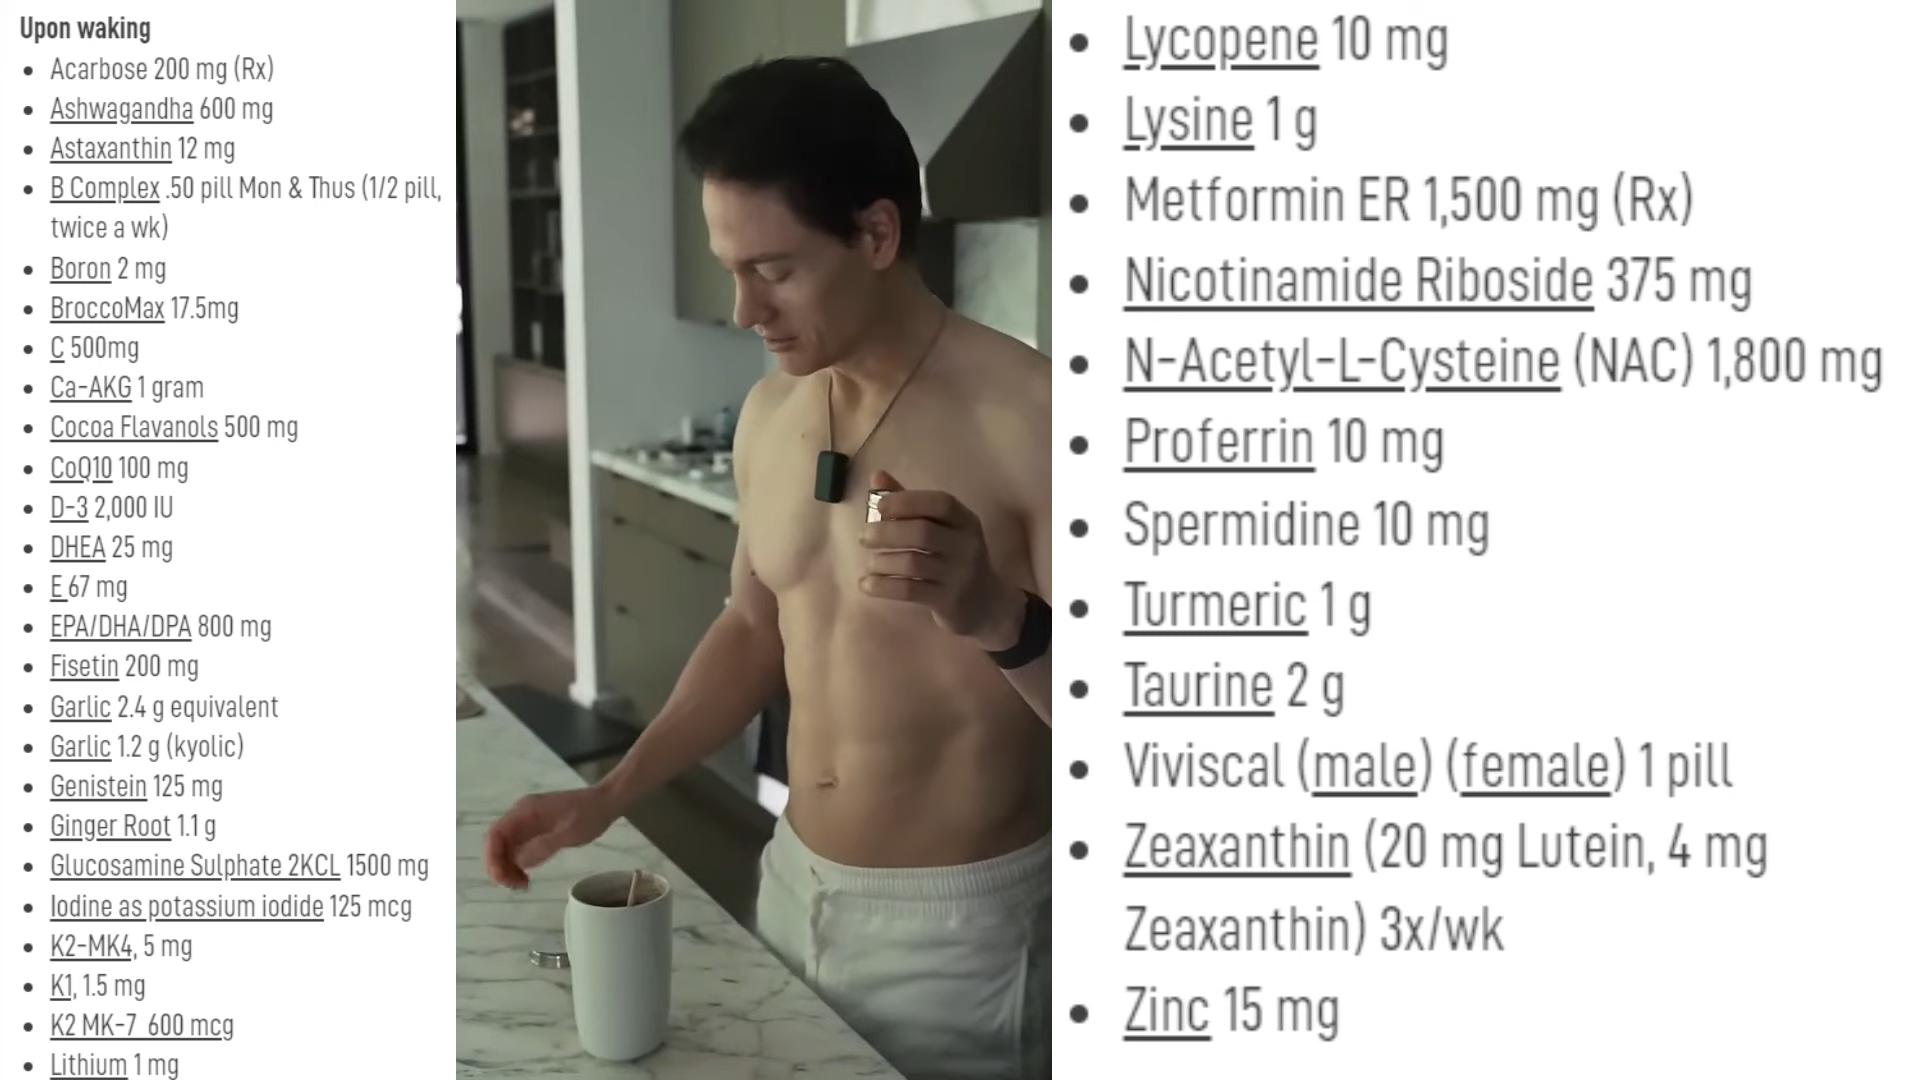 Upon waking
• Acarbose 200 mg (Rx)
• Ashwagandha 600 mg
• Astaxanthin 12 mg
• B Complex .50 pill Mon & Thus (1/2 pill,
twice a wk)
• Boron 2 mg
• BroccoMax 17.5mg
• C 500mg
• Ca-AKG 1 gram
• Cocoa Flavanols 500 mg
• CoQ10 100 mg
• D-3 2,000 IU
• DHEA 25 mg
• E 67 mg
• EPA/DHA/DPA 800 mg
• Fisetin 200 mg
• Garlic 2.4 g equivalent
• Garlic 1.2 g (kyolic)
• Genistein 125 mg
• Ginger Root 1.1 g
• Glucosamine Sulphate 2KCL 1500 mg
• Iodine as potassium iodide 125 mcg
• K2-MK4, 5 mg
• K1, 1.5 mg
• K2 MK-7 600 mcg
• Lithium 1 mg
• Lycopene 10 mg
• Lysine 1 g
• Metformin ER 1,500 mg (Rx)
• Nicotinamide Riboside 375 mg
• N-Acetyl-L-Cysteine (NAC) 1,800 mg
• Proferrin 10 mg
• Spermidine 10 mg
• Turmeric 1 g
• Taurine 2 g
• Viviscal (male) (female) 1 pill
• Zeaxanthin (20 mg Lutein, 4 mg
Zeaxanthin) 3x/wk
• Zinc 15 mg